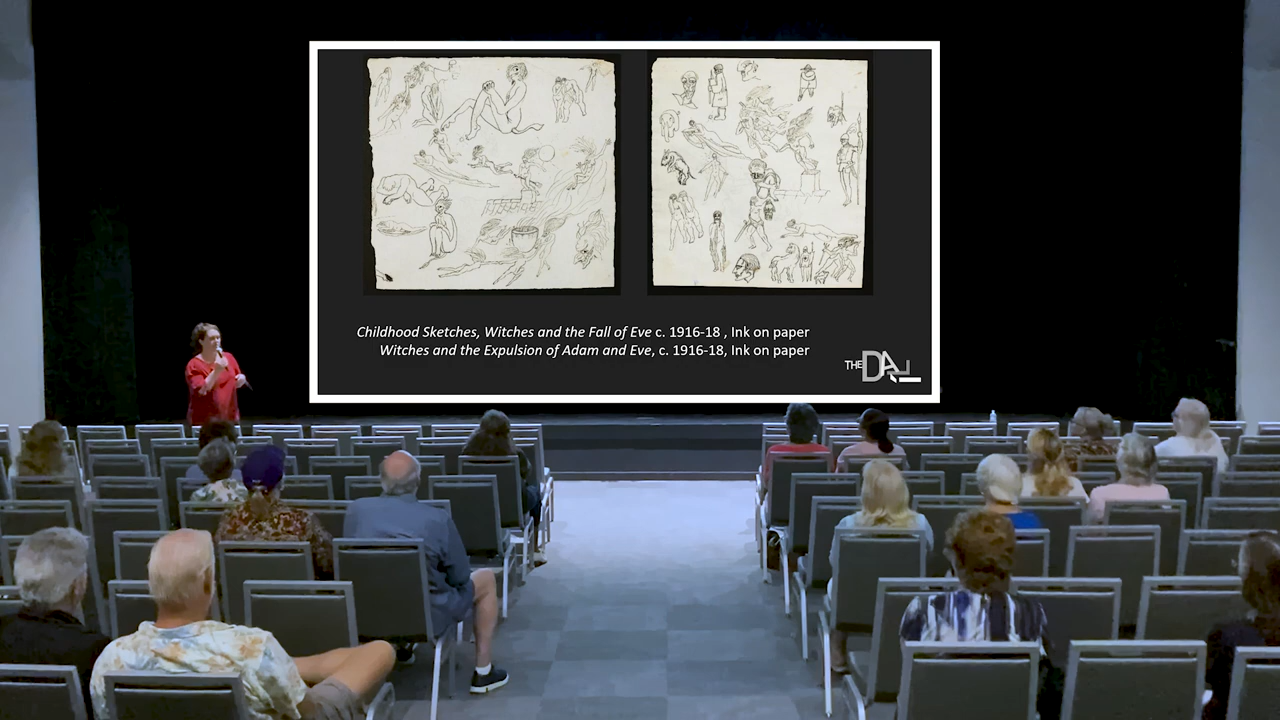 Childhood Sketches, Witches and the Fall of Eve c. 1916-18 , Ink on paper
Witches and the Expulsion of Adam and Eve, c. 1916-18, Ink on paper
THE DALÍ